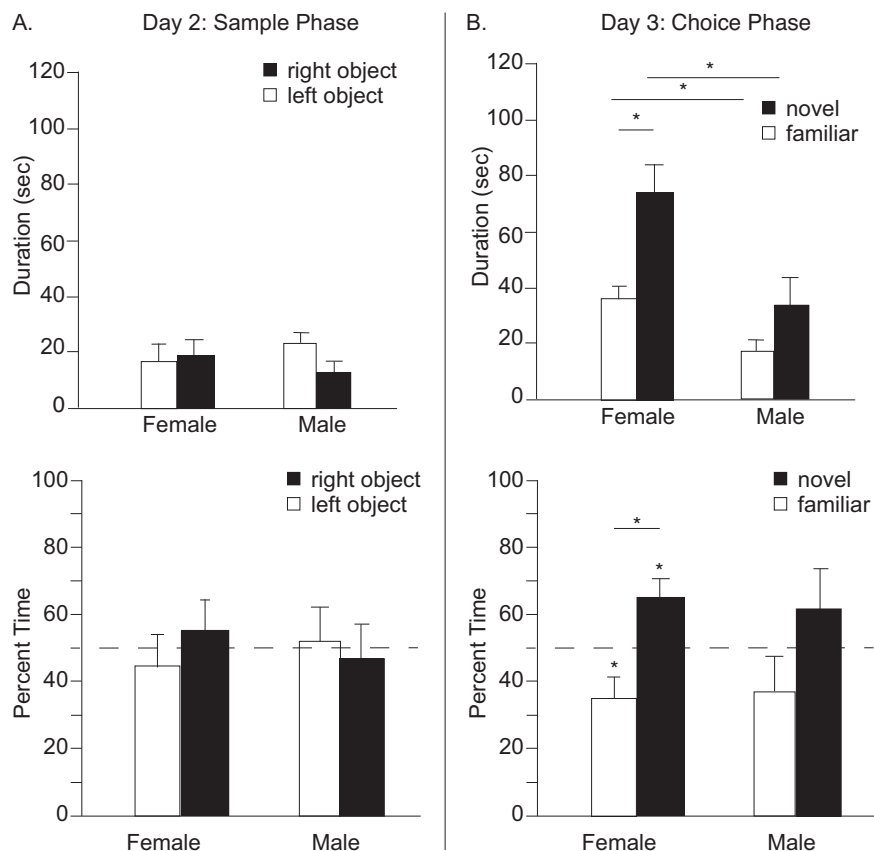 A.
Day 2: Sample Phase
right object
left object
120
100
80
60
40
20
0
Duration (sec)
Female
Male
100
80
60
40
20
0
Percent Time
right object
left object
Female
Male
B.
Day 3: Choice Phase
120
100
80
60
40
20
0
Duration (sec)
*
*
*
novel
familiar
Female
Male
100
80
60
40
20
0
Percent Time
novel
familiar
*
*
*
Female
Male